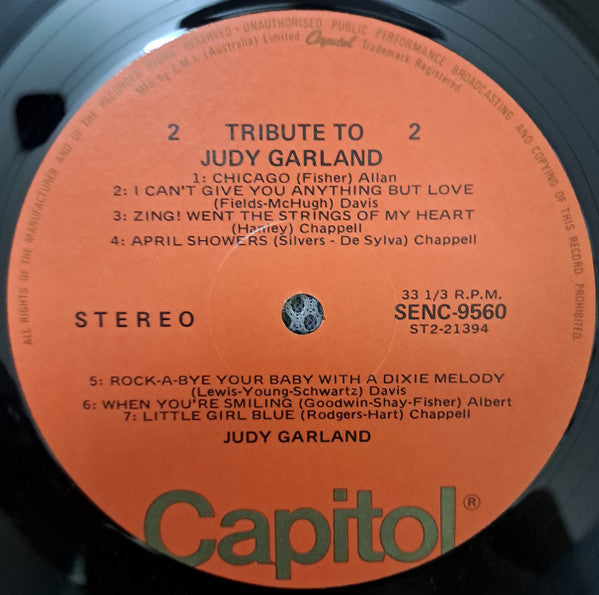 ALL RIGHTS OF THE MANUFACTURER AND OF THE RECORDED WORK RESERVED • UNAUTHORISED PUBLIC PERFORMANCE BROADCASTING AND COPYING OF THIS RECORD PROHIBITED.
Mfd by E.M.I. (Australia) Limited Capitol Trademark Registered
2 TRIBUTE TO 2
JUDY GARLAND
1: CHICAGO (Fisher) Allan
2: I CAN'T GIVE YOU ANYTHING BUT LOVE
(Fields-McHugh) Davis
3: ZING! WENT THE STRINGS OF MY HEART
(Hanley) Chappell
4: APRIL SHOWERS (Silvers - De Sylva) Chappell
33 1/3 R.P.M.
STEREO SENC-9560
ST2-21394
5: ROCK-A-BYE YOUR BABY WITH A DIXIE MELODY
(Lewis-Young-Schwartz) Davis
6: WHEN YOU'RE SMILING (Goodwin-Shay-Fisher) Albert
7: LITTLE GIRL BLUE (Rodgers-Hart) Chappell
JUDY GARLAND
Capitol®